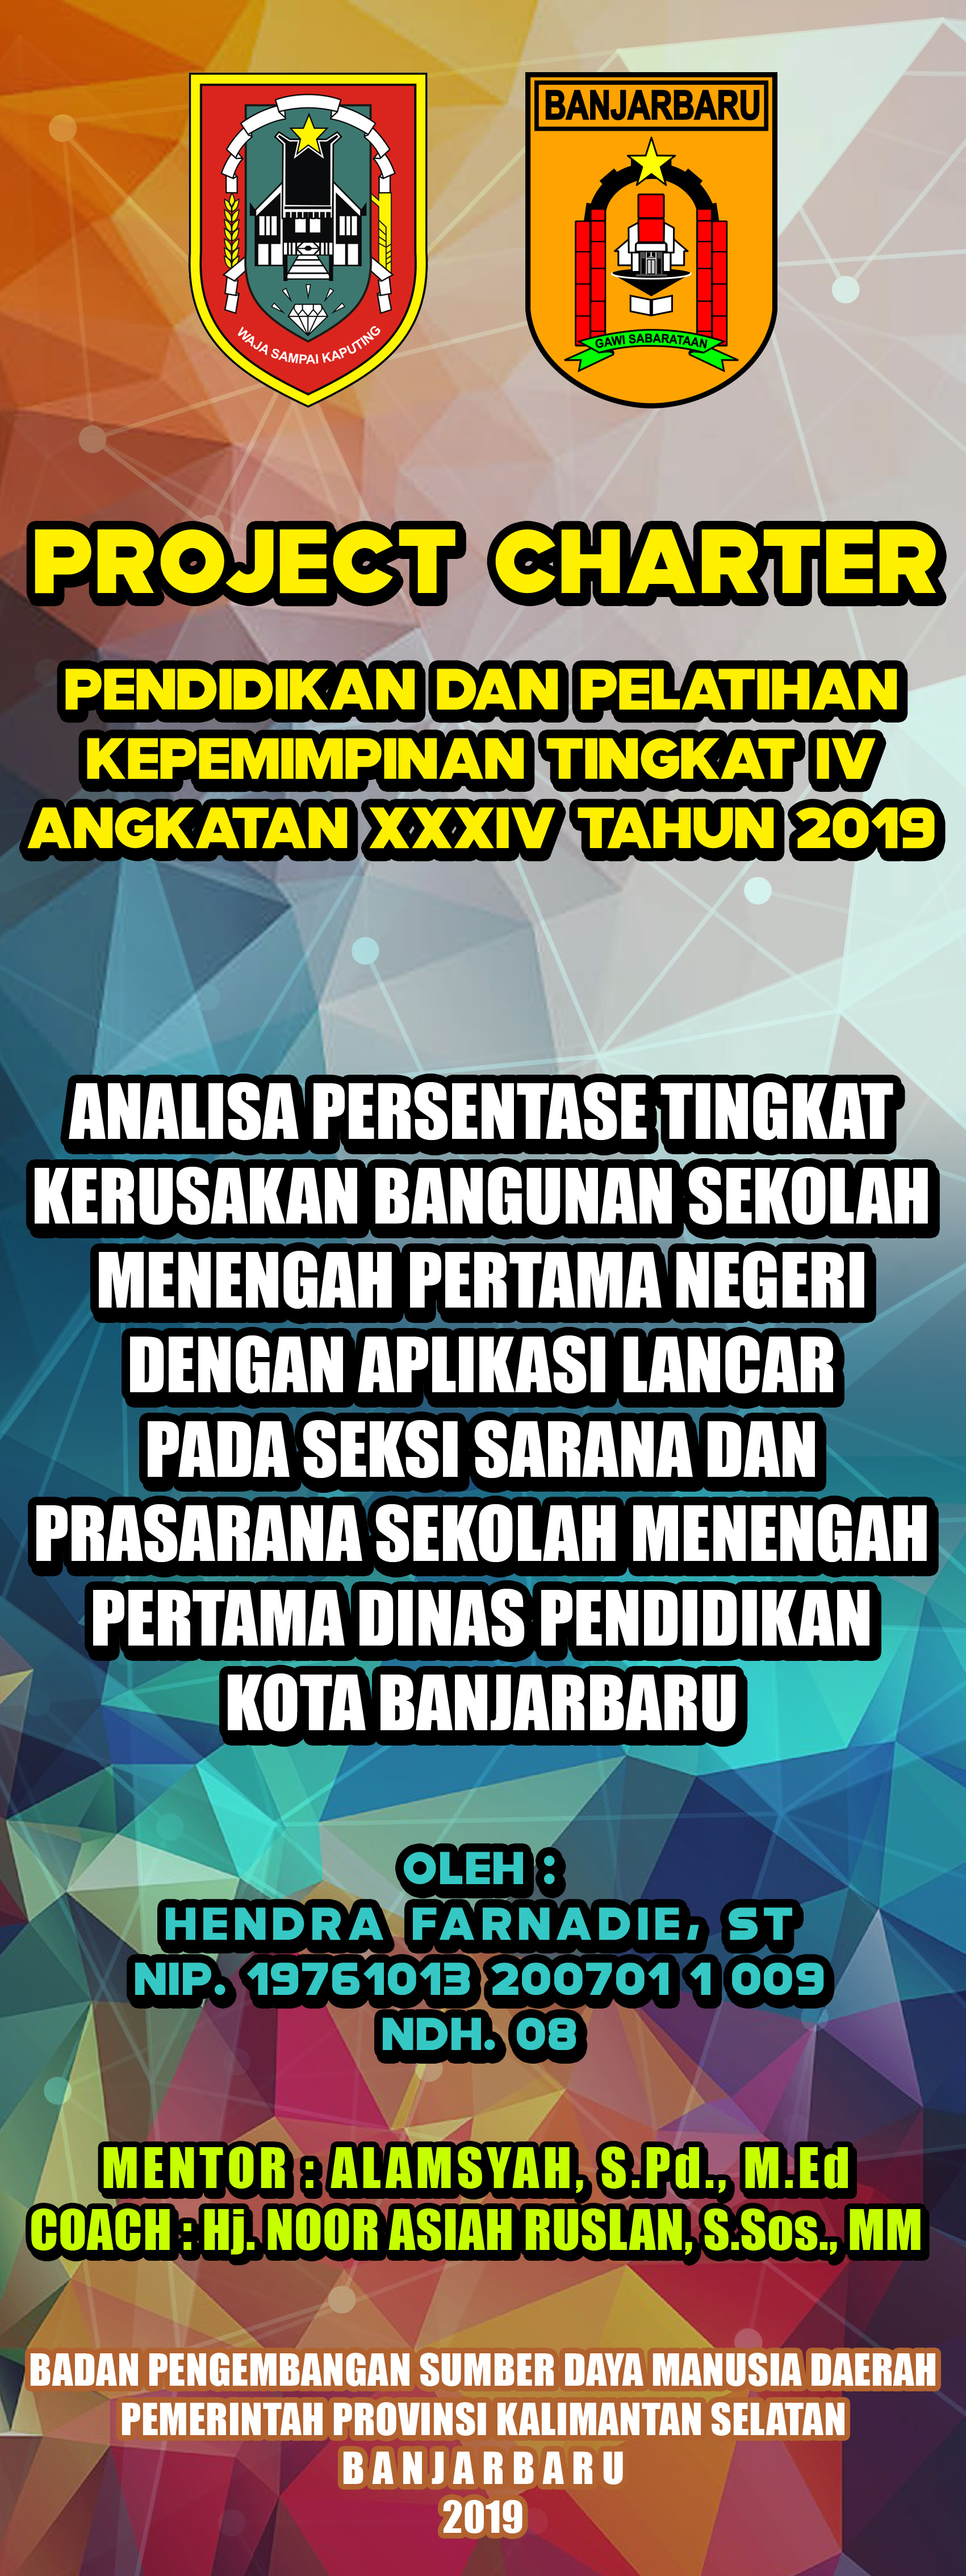 WAJA SAMPAI KAPUTING
BANJARBARU
GAWI SABARATAAN
PROJECT CHARTER
PENDIDIKAN DAN PELATIHAN
KEPEMIMPINAN TINGKAT IV
ANGKATAN XXXIV TAHUN 2019
ANALISA PERSENTASE TINGKAT
KERUSAKAN BANGUNAN SEKOLAH
MENENGAH PERTAMA NEGERI
DENGAN APLIKASI LANCAR
PADA SEKSI SARANA DAN
PRASARANA SEKOLAH MENENGAH
PERTAMA DINAS PENDIDIKAN
KOTA BANJARBARU
OLEH :
HENDRA FARNADIE, ST
NIP. 19761013 200701 1 009
NDH. 08
MENTOR : ALAMSYAH, S.Pd., M.Ed
COACH : Hj. NOOR ASIAH RUSLAN, S.Sos., MM
BADAN PENGEMBANGAN SUMBER DAYA MANUSIA DAERAH
PEMERINTAH PROVINSI KALIMANTAN SELATAN
BANJARBARU
2019